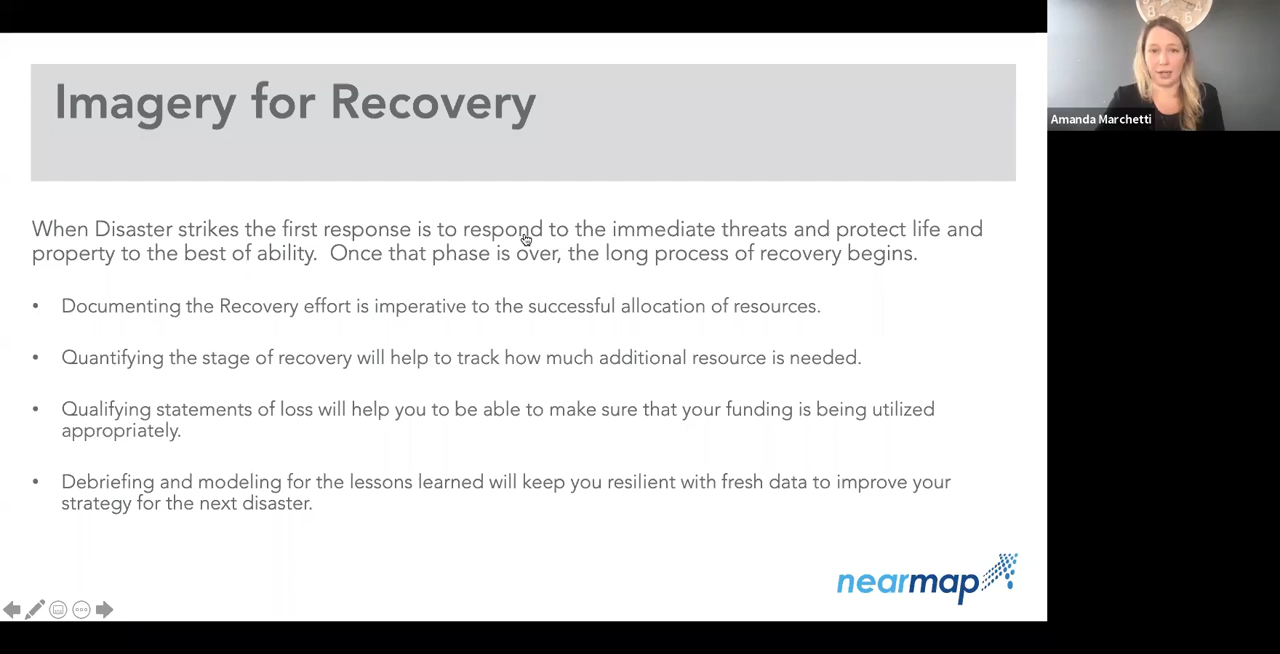 Imagery for Recovery
Amanda Marchetti
When Disaster strikes the first response is to respond to the immediate threats and protect life and
property to the best of ability.  Once that phase is over, the long process of recovery begins.
• Documenting the Recovery effort is imperative to the successful allocation of resources.
• Quantifying the stage of recovery will help to track how much additional resource is needed.
• Qualifying statements of loss will help you to be able to make sure that your funding is being utilized
appropriately.
• Debriefing and modeling for the lessons learned will keep you resilient with fresh data to improve your
strategy for the next disaster.
nearmap